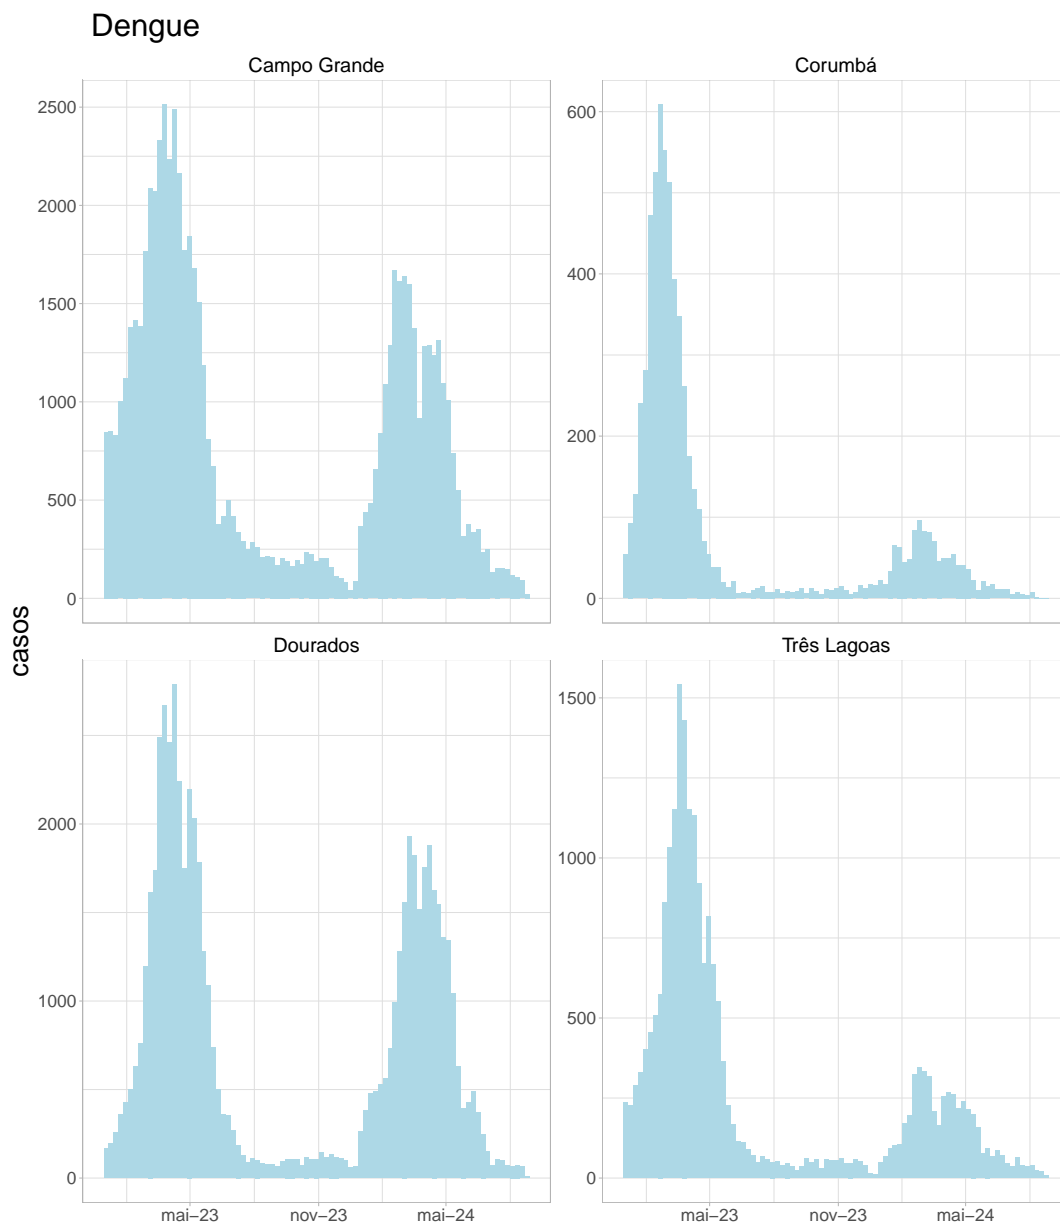 Dengue
Campo Grande
Corumbá
2500
2000
1500
1000
500
0
600
400
200
0
casos
Dourados
Três Lagoas
2000
1000
0
1500
1000
500
0
mai–23
nov–23
mai–24
mai–23
nov–23
mai–24